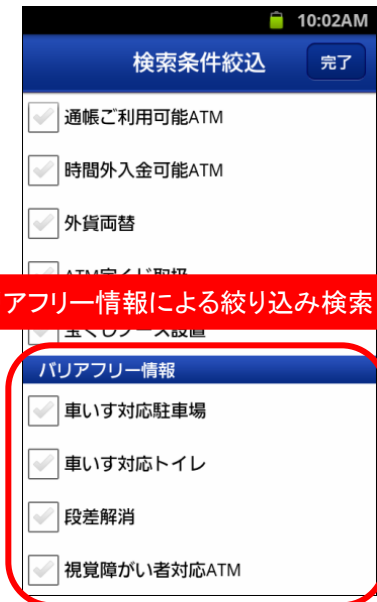 10:02AM
検索条件絞込
完了
通帳ご利用可能ATM
時間外入金可能ATM
外貨両替
アフリー情報による絞り込み検索
バリアフリー情報
車いす対応駐車場
車いす対応トイレ
段差解消
視覚障がい者対応ATM